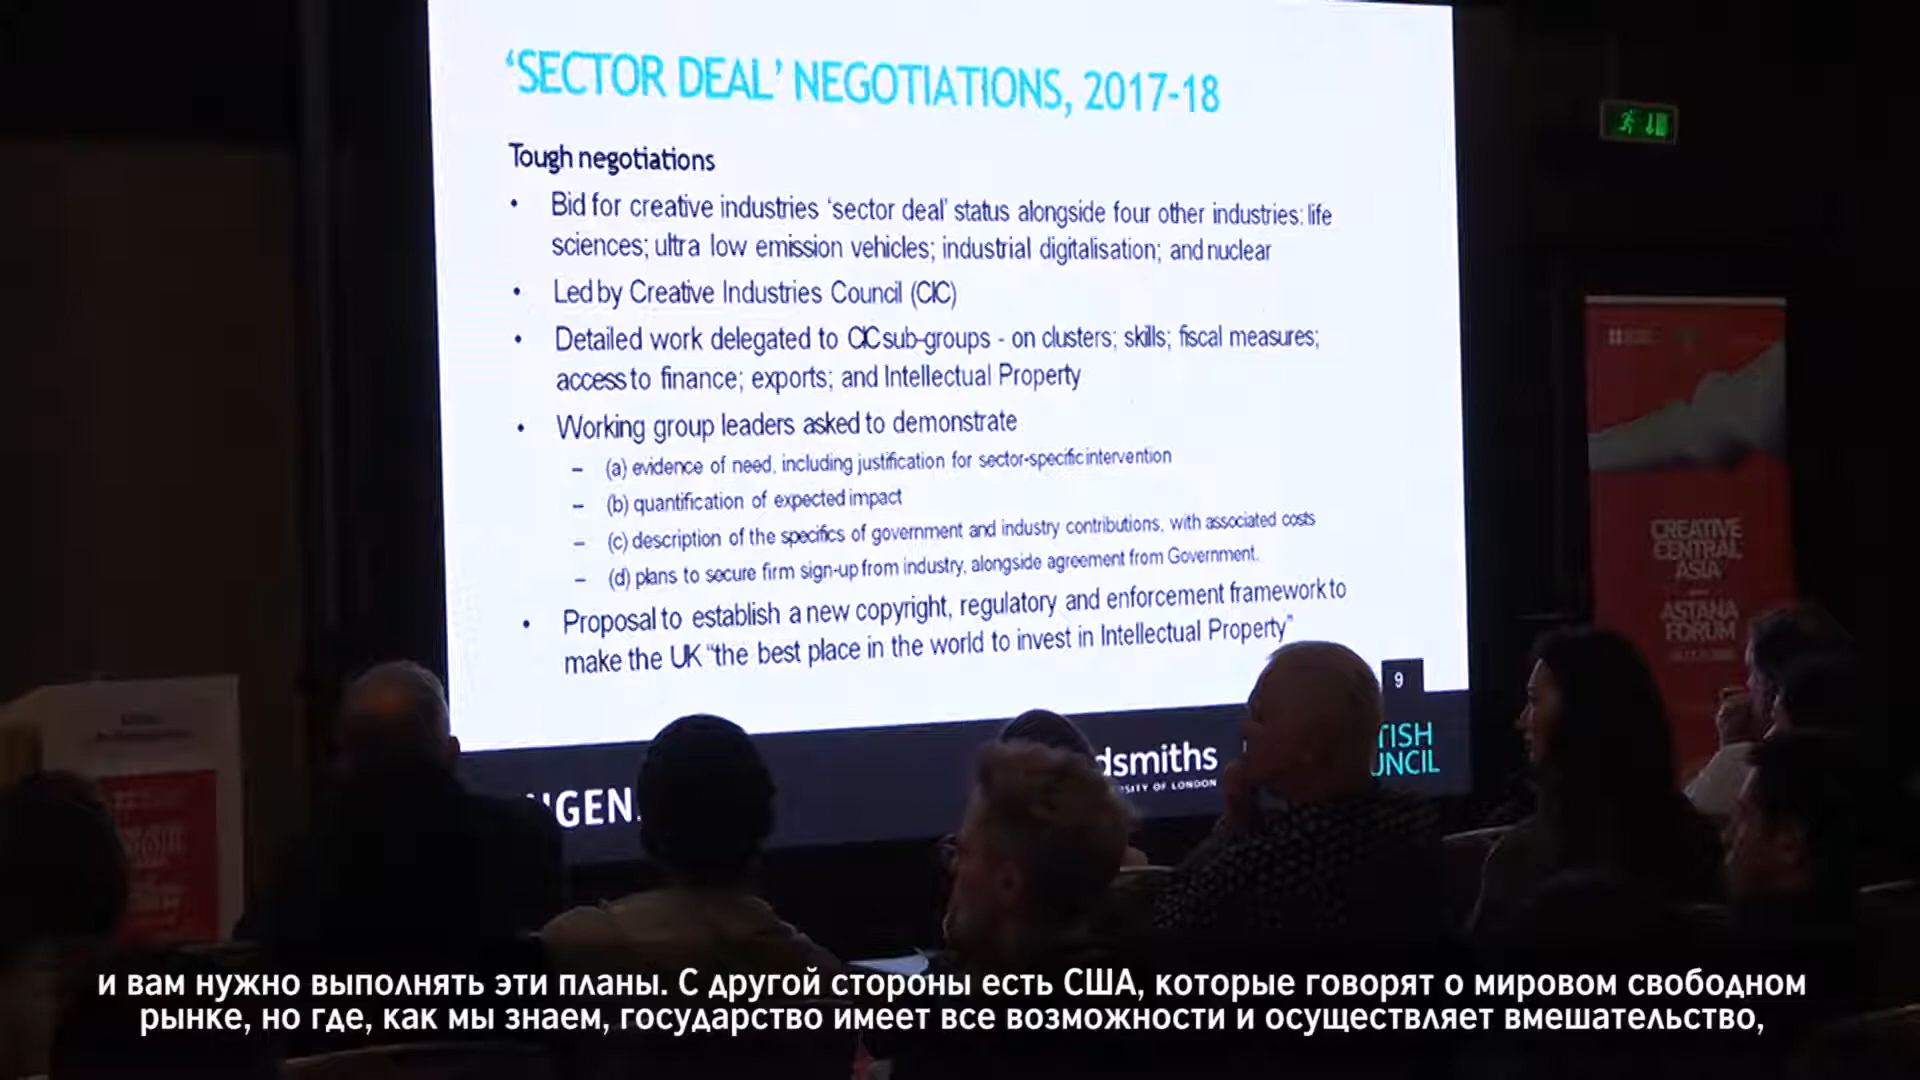 ‘SECTOR DEAL’ NEGOTIATIONS, 2017-18
Tough negotiations
• Bid for creative industries ‘sector deal’ status alongside four other industries: life
sciences; ultra low emission vehicles; industrial digitalisation; and nuclear
• Led by Creative Industries Council (CIC)
• Detailed work delegated to CIC sub-groups - on clusters; skills; fiscal measures;
access to finance; exports; and Intellectual Property
• Working group leaders asked to demonstrate
– (a) evidence of need, including justification for sector-specific intervention
– (b) quantification of expected impact
– (c) description of the specifics of government and industry contributions, with associated costs
– (d) plans to secure firm sign-up from industry, alongside agreement from Government.
• Proposal to establish a new copyright, regulatory and enforcement framework to
make the UK “the best place in the world to invest in Intellectual Property”
9
CREATIVE
CENTRAL
ASIA
ASTANA
FORUM
и вам нужно выполнять эти планы. С другой стороны есть США, которые говорят о мировом свободном
рынке, но где, как мы знаем, государство имеет все возможности и осуществляет вмешательство,